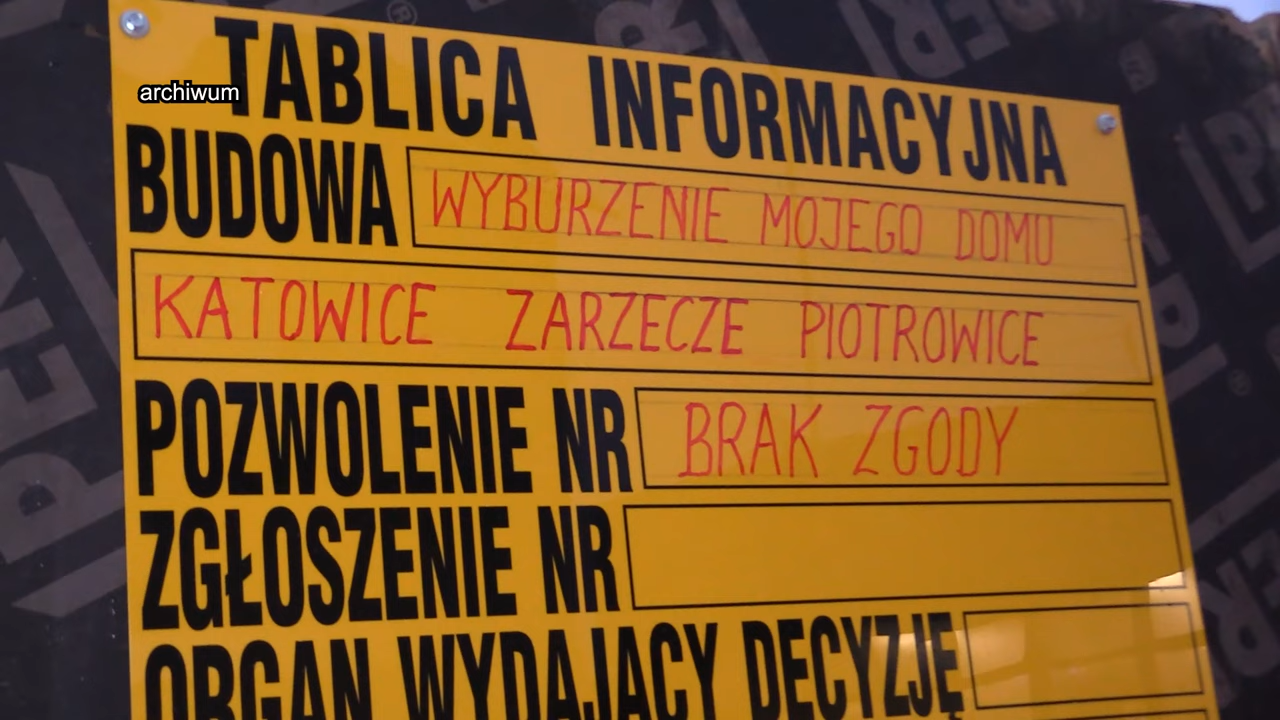 archiwum
TABLICA INFORMACYJNA
BUDOWA WYBURZENIE MOJEGO DOMU
KATOWICE ZARZECZE PIOTROWICE
POZWOLENIE NR BRAK ZGODY
ZGŁOSZENIE NR
ORGAN WYDAJĄCY DECYZJĘ